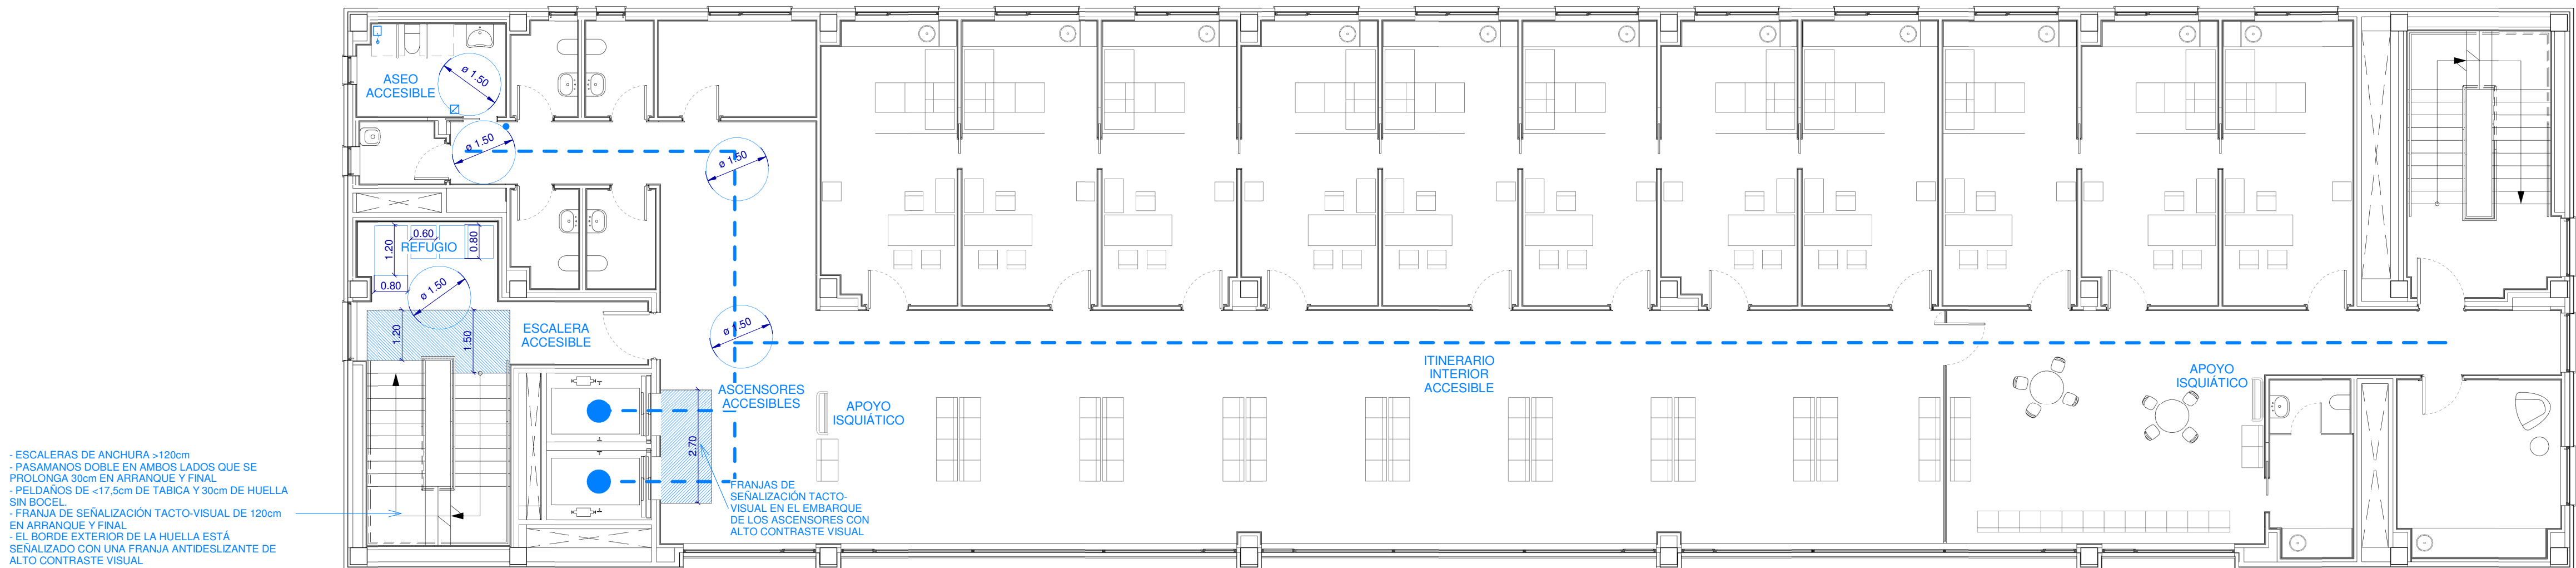 ASEO
ACCESIBLE
ø 1.50
ø 1.50
ø 1.50
REFUGIO
1.20
0.60
0.80
0.80
ø 1.50
1.20
1.50
ESCALERA
ACCESIBLE
ø 1.50
ASCENSORES
ACCESIBLES
2.70
APOYO
ISQUIÁTICO
ITINERARIO
INTERIOR
ACCESIBLE
APOYO
ISQUIÁTICO
FRANJAS DE
SEÑALIZACIÓN TACTO-
VISUAL EN EL EMBARQUE
DE LOS ASCENSORES CON
ALTO CONTRASTE VISUAL
- ESCALERAS DE ANCHURA >120cm
- PASAMANOS DOBLE EN AMBOS LADOS QUE SE
PROLONGA 30cm EN ARRANQUE Y FINAL
- PELDAÑOS DE <17,5cm DE TABICA Y 30cm DE HUELLA
SIN BOCEL.
- FRANJA DE SEÑALIZACIÓN TACTO-VISUAL DE 120cm
EN ARRANQUE Y FINAL
- EL BORDE EXTERIOR DE LA HUELLA ESTÁ
SEÑALIZADO CON UNA FRANJA ANTIDESLIZANTE DE
ALTO CONTRASTE VISUAL